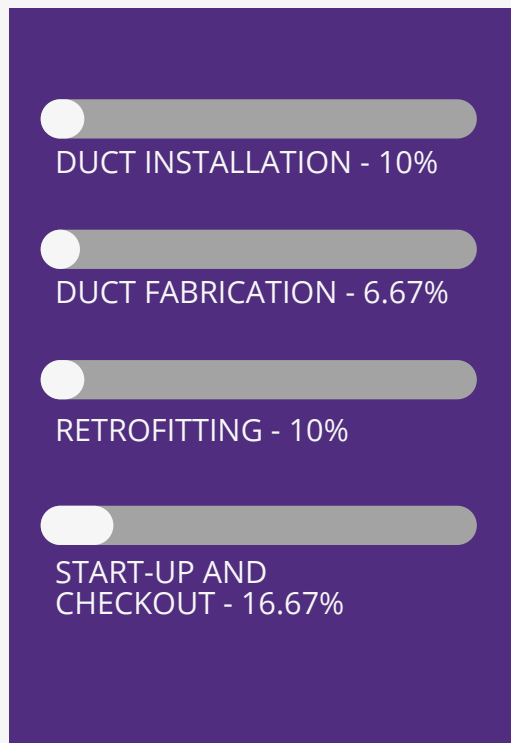 DUCT INSTALLATION - 10%
DUCT FABRICATION - 6.67%
RETROFITTING - 10%
START-UP AND
CHECKOUT - 16.67%